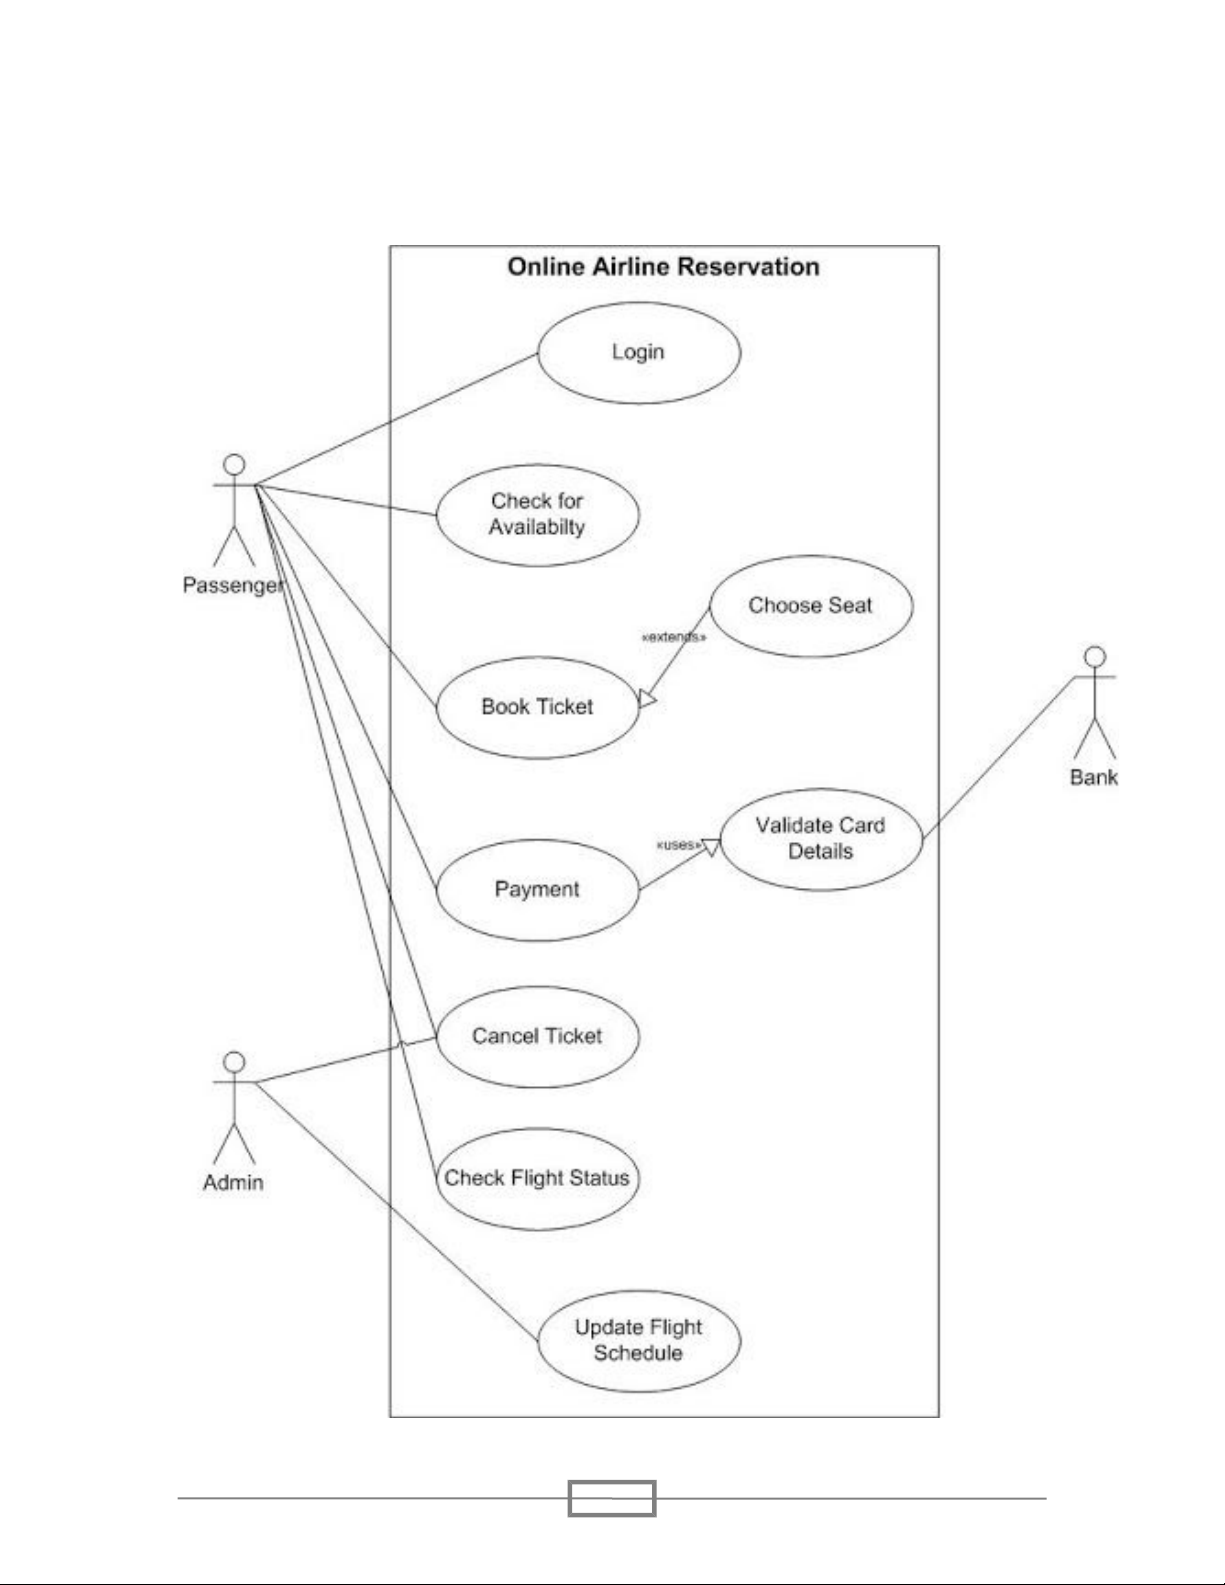 Online Airline Reservation
Login
Check for
Availabilty
Passenger
Choose Seat
«extends»
Book Ticket
Bank
Validate Card
Details
«uses»
Payment
Cancel Ticket
Check Flight Status
Admin
Update Flight
Schedule